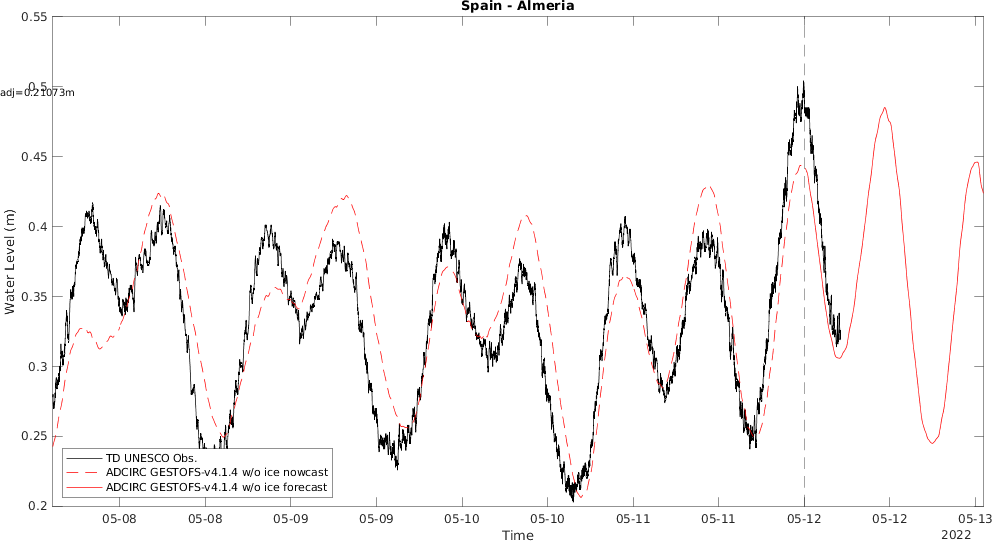 Spain - Almeria
0.55
0.5
adj=0.21073m
0.45
0.4
0.35
0.3
0.25
0.2
Water Level (m)
TD UNESCO Obs.
ADCIRC GESTOFS-v4.1.4 w/o ice nowcast
ADCIRC GESTOFS-v4.1.4 w/o ice forecast
05-08 05-08 05-09 05-09 05-10 05-10 05-11 05-11 05-12 05-12 05-13
Time
2022